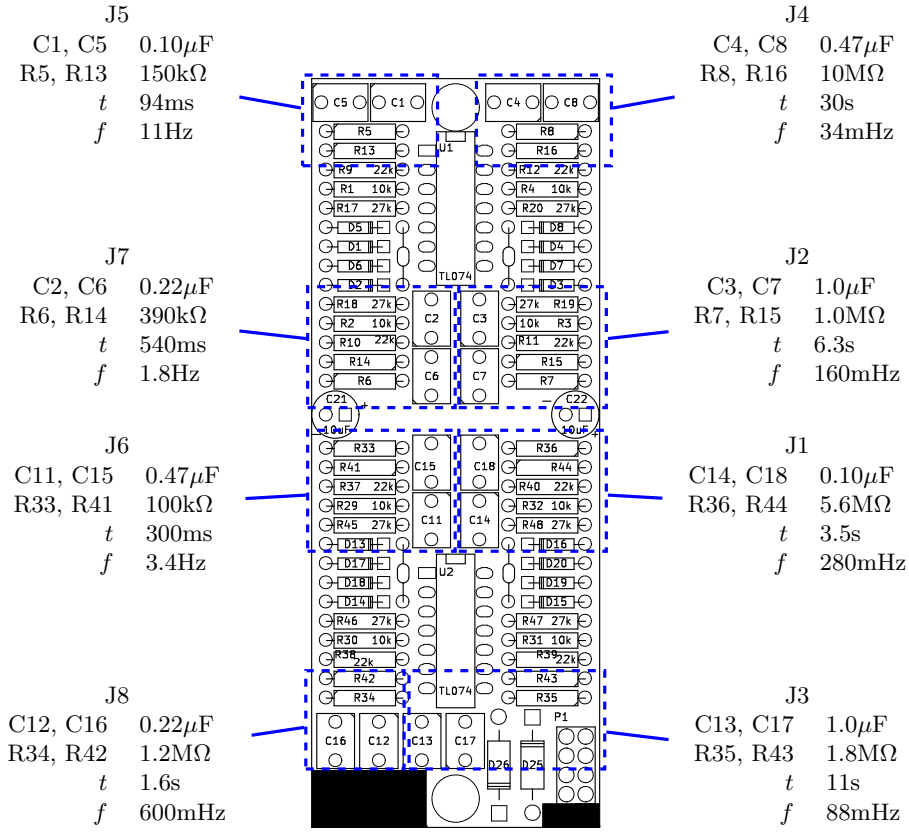 J5
C1, C5 0.10μF
R5, R13 150kΩ
t 94ms
f 11Hz
J4
C4, C8 0.47μF
R8, R16 10MΩ
t 30s
f 34mHz
J7
C2, C6 0.22μF
R6, R14 390kΩ
t 540ms
f 1.8Hz
J2
C3, C7 1.0μF
R7, R15 1.0MΩ
t 6.3s
f 160mHz
J6
C11, C15 0.47μF
R33, R41 100kΩ
t 300ms
f 3.4Hz
J1
C14, C18 0.10μF
R36, R44 5.6MΩ
t 3.5s
f 280mHz
J8
C12, C16 0.22μF
R34, R42 1.2MΩ
t 1.6s
f 600mHz
J3
C13, C17 1.0μF
R35, R43 1.8MΩ
t 11s
f 88mHz
C5 C1 C4 C8
R5 R8
R13 U1 R16
R9 22k R12 22k
R1 10k R4 10k
R17 27k R20 27k
D5 D8
D1 D4
D6 D7
D2 TL074 D3
R18 27k 27k R19
R2 10k C2 C3 10k R3
R10 22k R11 22k
R14 R15
R6 C6 C7 R7
C21 + − C22
10uF 10uF +
R33 R36
R41 C15 C18 R44
R37 22k R40 22k
R29 10k R32 10k
R45 27k C11 C14 R48 27k
D13 D16
D17 U2 D20
D18 D19
D14 D15
R46 27k R47 27k
R30 10k R31 10k
R38 22k R39 22k
R42 R43
R34 TL074 R35
P1
C16 C12 C13 C17
D26 D25